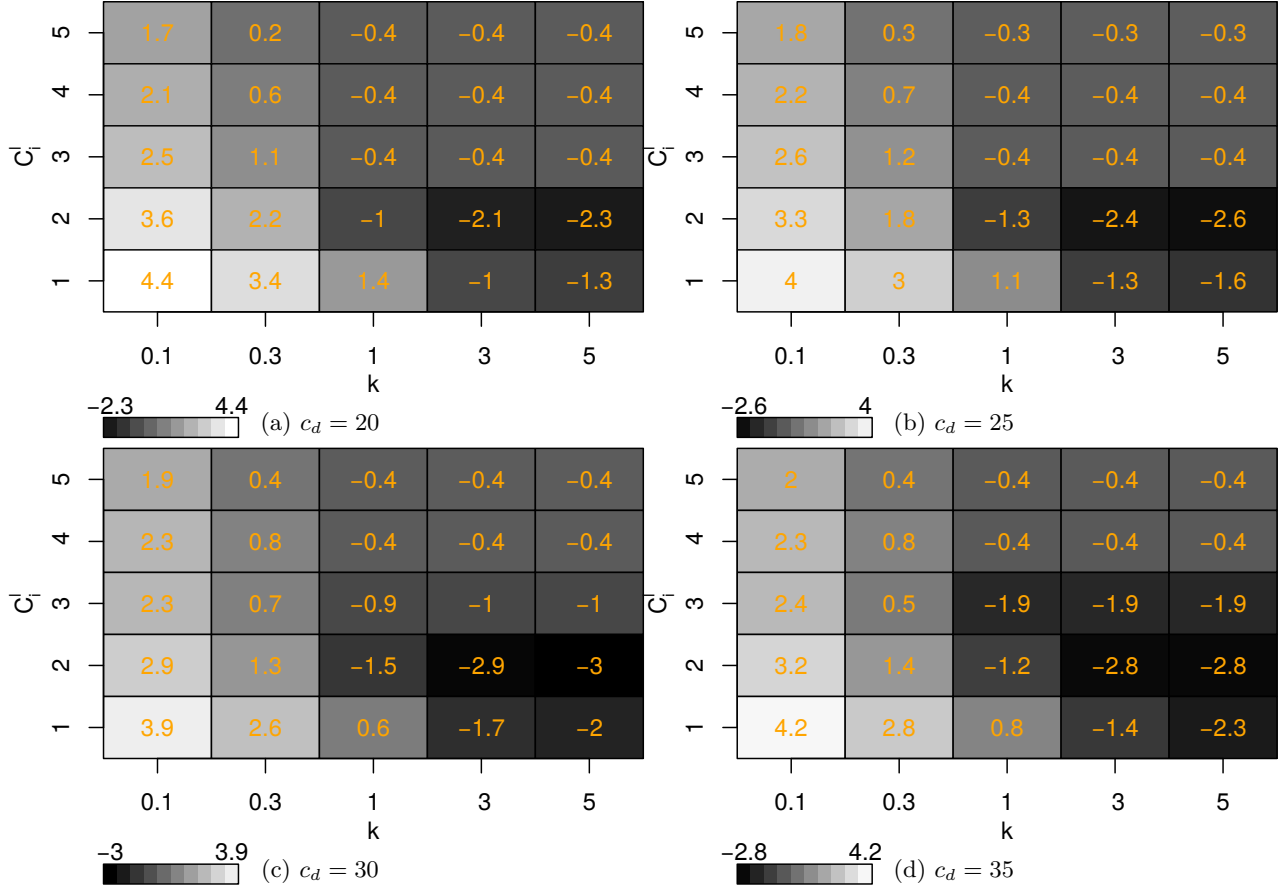 5 1.7 0.2 −0.4 −0.4 −0.4
4 2.1 0.6 −0.4 −0.4 −0.4
C_i^l 3 2.5 1.1 −0.4 −0.4 −0.4
2 3.6 2.2 −1 −2.1 −2.3
1 4.4 3.4 1.4 −1 −1.3
0.1 0.3 1 3 5
k
−2.3 4.4
(a) c_d = 20
5 1.8 0.3 −0.3 −0.3 −0.3
4 2.2 0.7 −0.4 −0.4 −0.4
C_i^l 3 2.6 1.2 −0.4 −0.4 −0.4
2 3.3 1.8 −1.3 −2.4 −2.6
1 4 3 1.1 −1.3 −1.6
0.1 0.3 1 3 5
k
−2.6 4
(b) c_d = 25
5 1.9 0.4 −0.4 −0.4 −0.4
4 2.3 0.8 −0.4 −0.4 −0.4
C_i^l 3 2.3 0.7 −0.9 −1 −1
2 2.9 1.3 −1.5 −2.9 −3
1 3.9 2.6 0.6 −1.7 −2
0.1 0.3 1 3 5
k
−3 3.9
(c) c_d = 30
5 2 0.4 −0.4 −0.4 −0.4
4 2.3 0.8 −0.4 −0.4 −0.4
C_i^l 3 2.4 0.5 −1.9 −1.9 −1.9
2 3.2 1.4 −1.2 −2.8 −2.8
1 4.2 2.8 0.8 −1.4 −2.3
0.1 0.3 1 3 5
k
−2.8 4.2
(d) c_d = 35